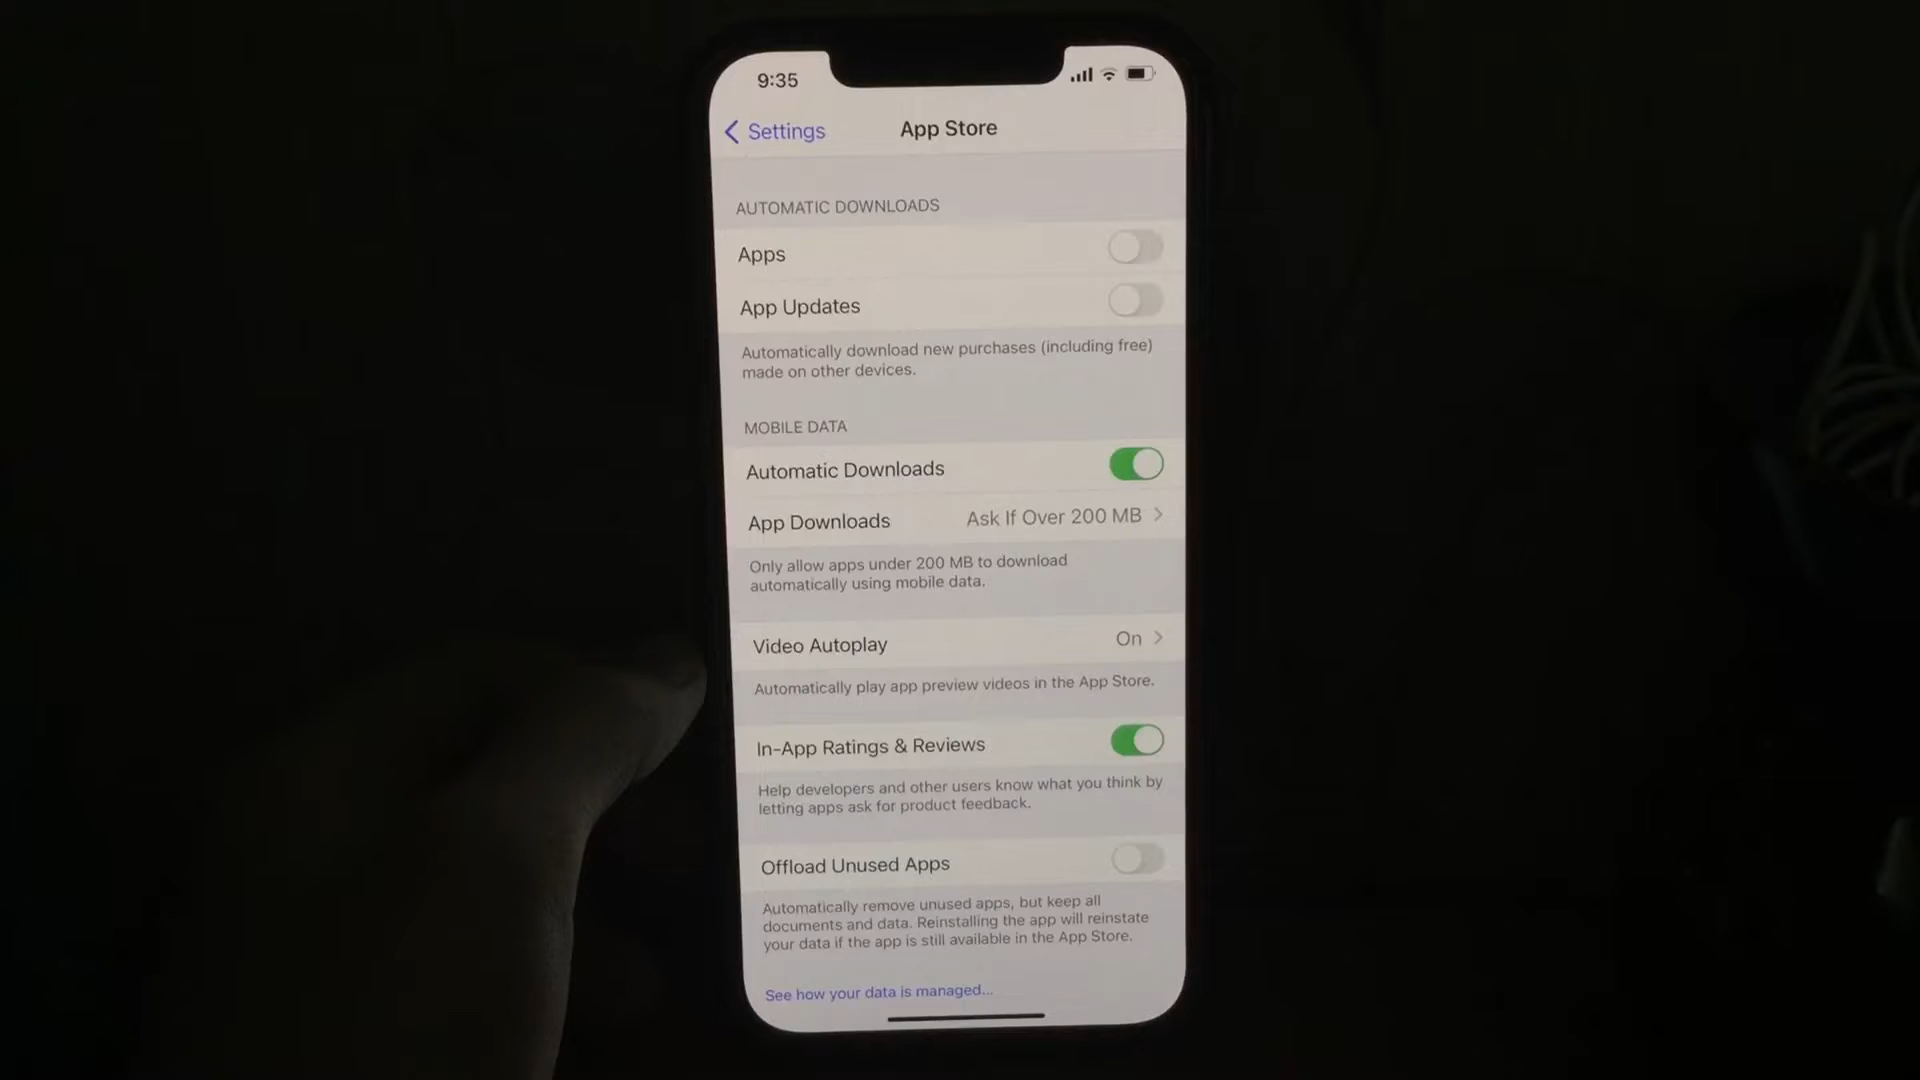 9:35
Settings
App Store
AUTOMATIC DOWNLOADS
Apps
App Updates
Automatically download new purchases (including free)
made on other devices.
MOBILE DATA
Automatic Downloads
App Downloads Ask If Over 200 MB
Only allow apps under 200 MB to download
automatically using mobile data.
Video Autoplay On
Automatically play app preview videos in the App Store.
In-App Ratings & Reviews
Help developers and other users know what you think by
letting apps ask for product feedback.
Offload Unused Apps
Automatically remove unused apps, but keep all
documents and data. Reinstalling the app will reinstate
your data if the app is still available in the App Store.
See how your data is managed...